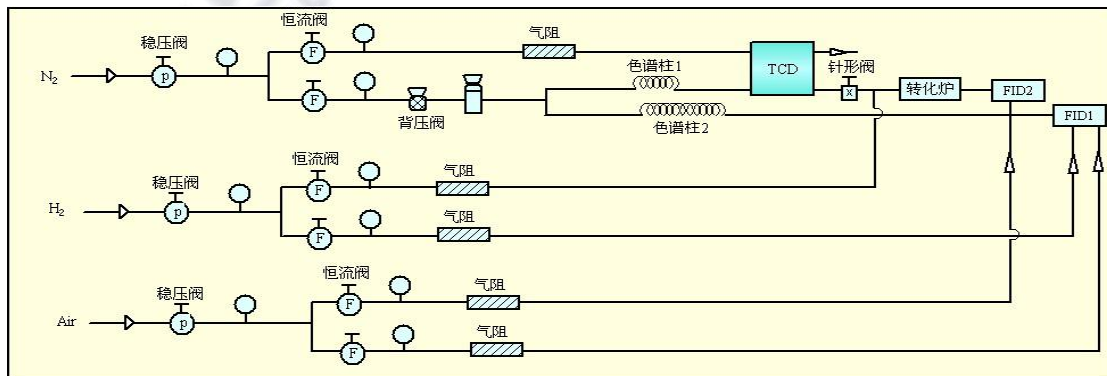 恒流阀
稳压阀
气阻
N₂
P
F
TCD
针形阀
色谱柱1
F
背压阀
x
转化炉
FID2
色谱柱2
FID1
恒流阀
稳压阀
气阻
H₂
P
F
气阻
F
恒流阀
稳压阀
气阻
Air
P
F
气阻
F